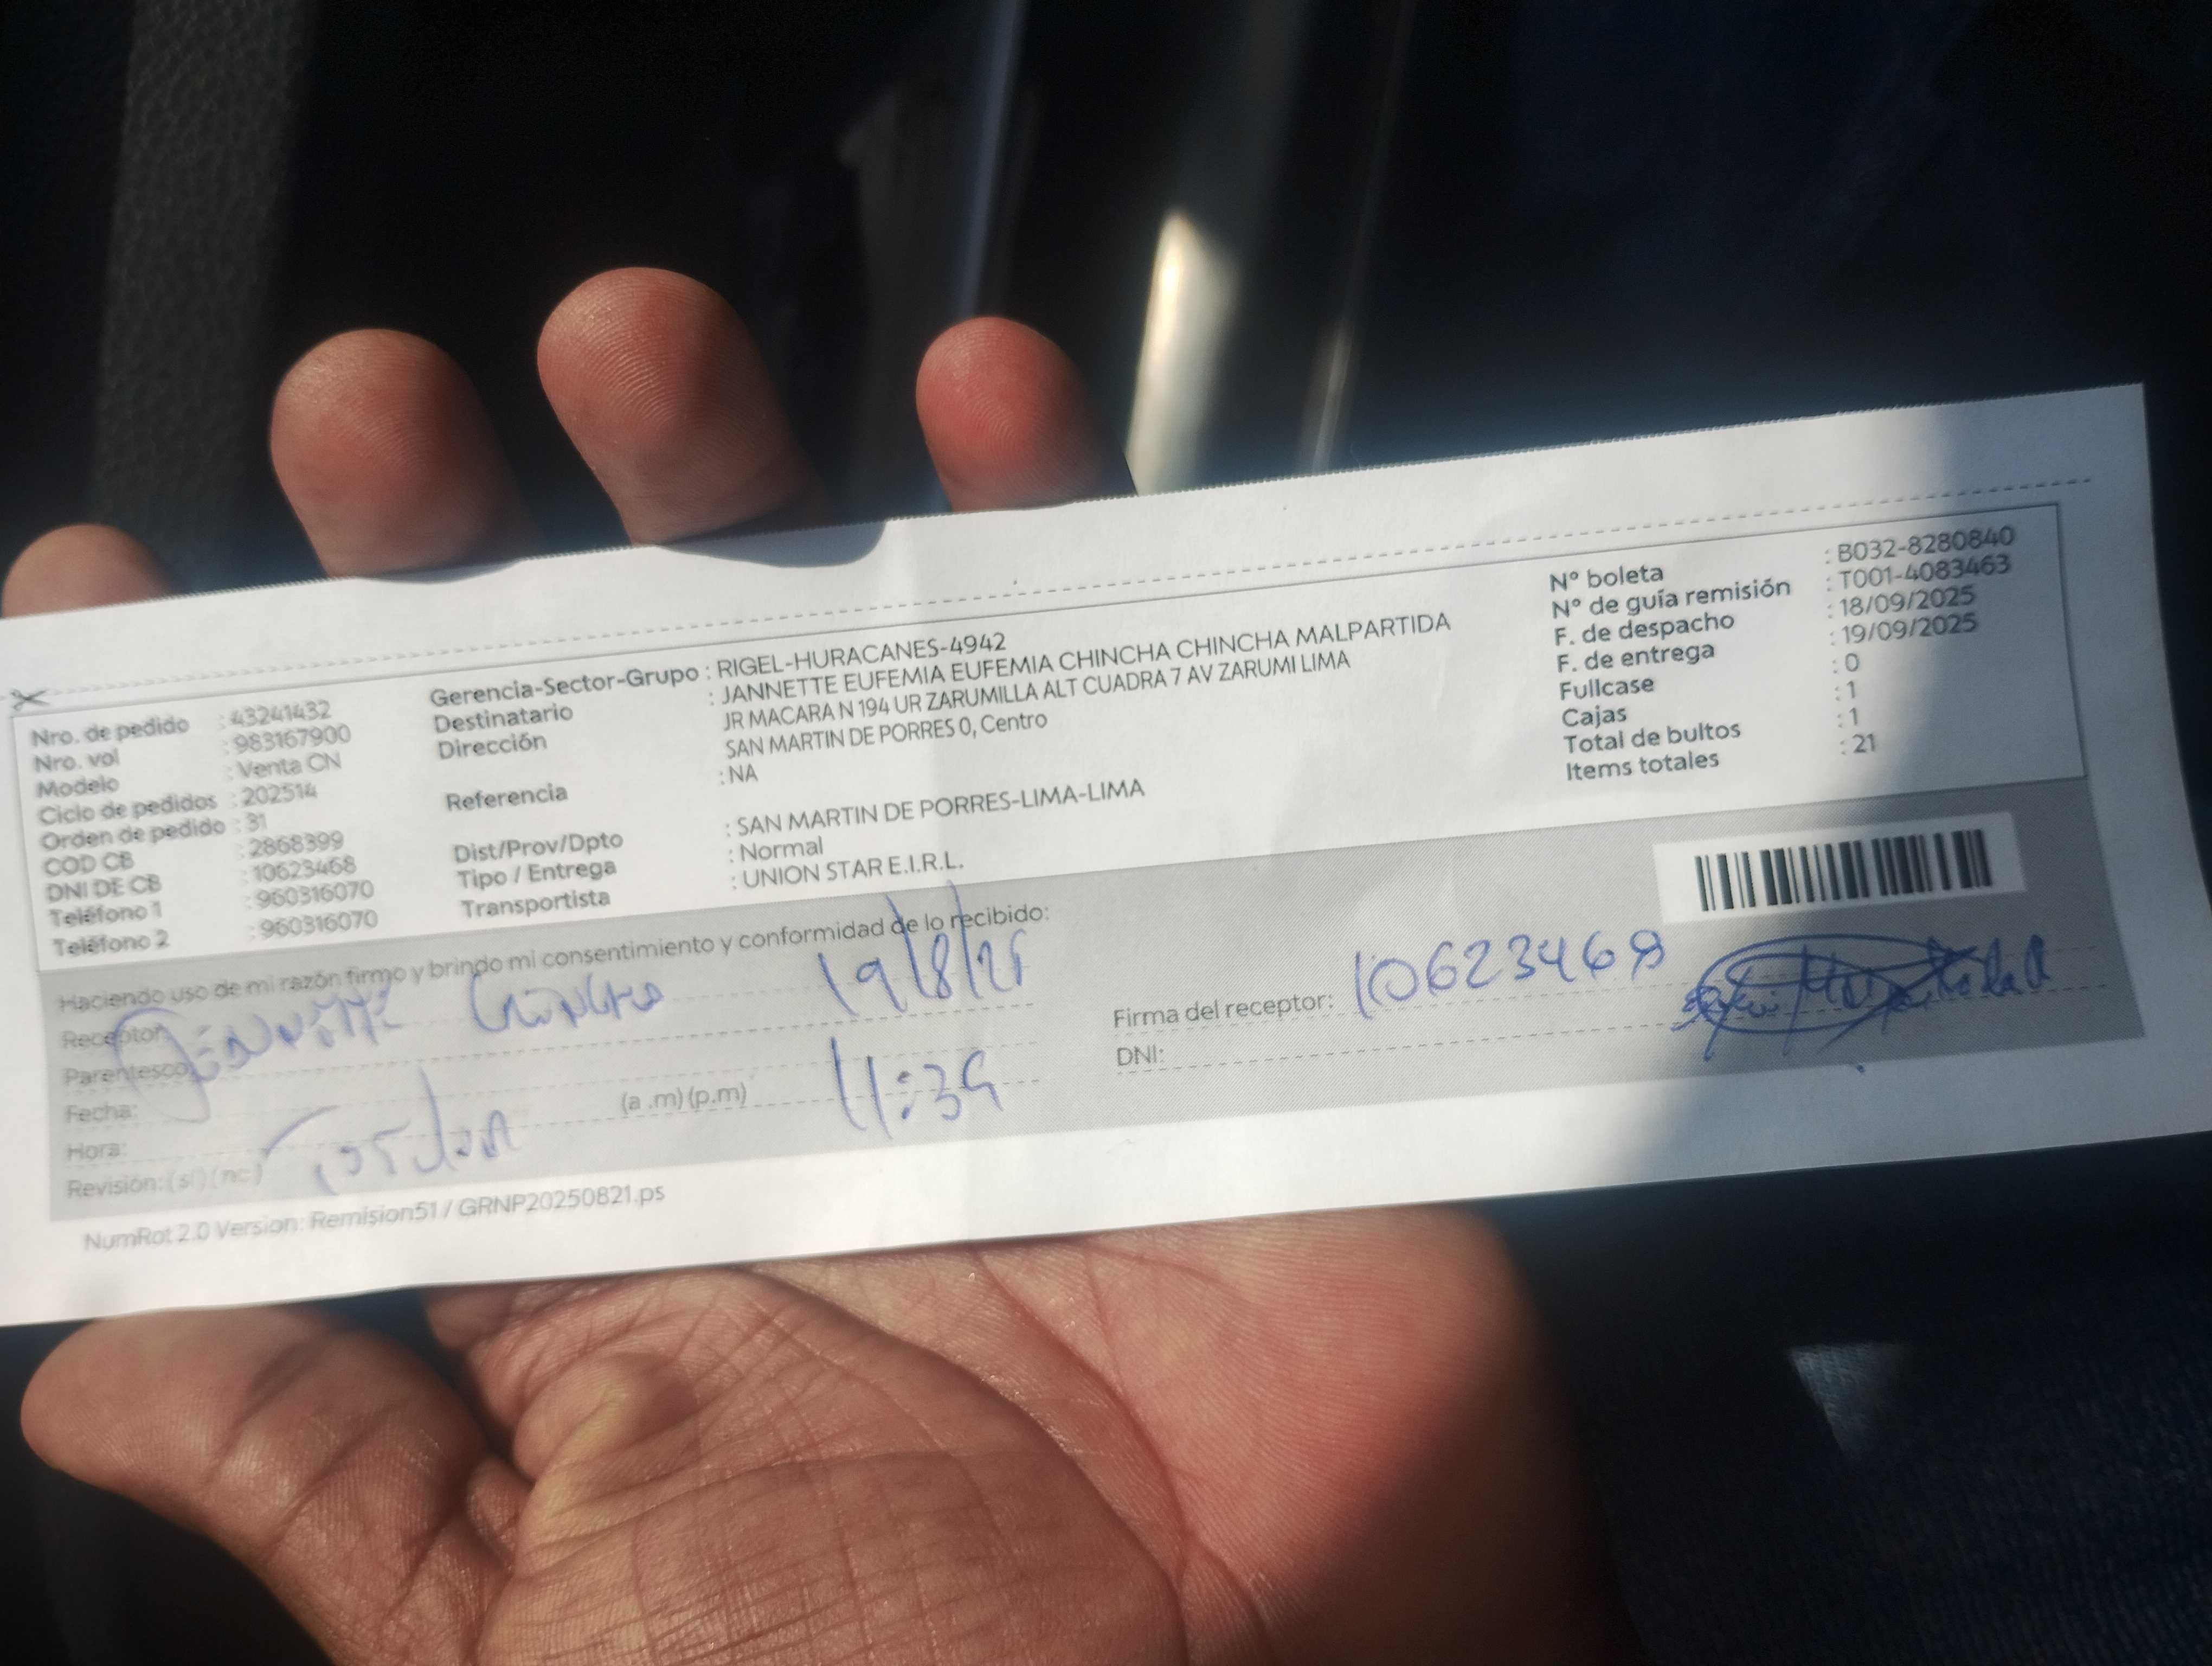 Nro. de pedido : 43241432
Nro. vol : 983167900
Modelo : Venta CN
Ciclo de pedidos : 202514
Orden de pedido : 31
COD CB : 2868399
DNI DE CB : 10623468
Teléfono 1 : 960316070
Teléfono 2 : 960316070
Gerencia-Sector-Grupo : RIGEL-HURACANES-4942
Destinatario : JANNETTE EUFEMIA EUFEMIA CHINCHA CHINCHA MALPARTIDA
Dirección JR MACARA N 194 UR ZARUMILLA ALT CUADRA 7 AV ZARUMI LIMA
SAN MARTIN DE PORRES 0, Centro
Referencia : NA
Dist/Prov/Dpto : SAN MARTIN DE PORRES-LIMA-LIMA
Tipo / Entrega : Normal
Transportista : UNION STAR E.I.R.L.
Nº boleta : B032-8280840
Nº de guía remisión : T001-4083463
F. de despacho : 18/09/2025
F. de entrega : 19/09/2025
Fullcase : 0
Cajas : 1
Total de bultos : 1
Items totales : 21
Haciendo uso de mi razón firmo y brindo mi consentimiento y conformidad de lo recibido:
Receptor:
Parentesco:
Fecha: 19/8/25
Hora: (a .m) (p.m) 11:39
Revisión: (si) (no)
Firma del receptor: 10623468
DNI:
NumRot 2.0 Version: Remision51 / GRNP20250821.ps